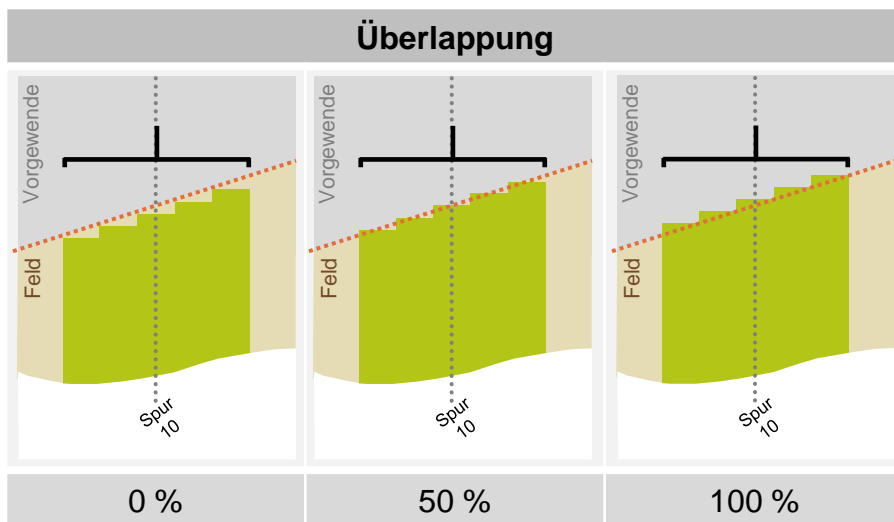 Überlappung
Vorgewende
Feld
Spur
10
Vorgewende
Feld
Spur
10
Vorgewende
Feld
Spur
10
0 %
50 %
100 %